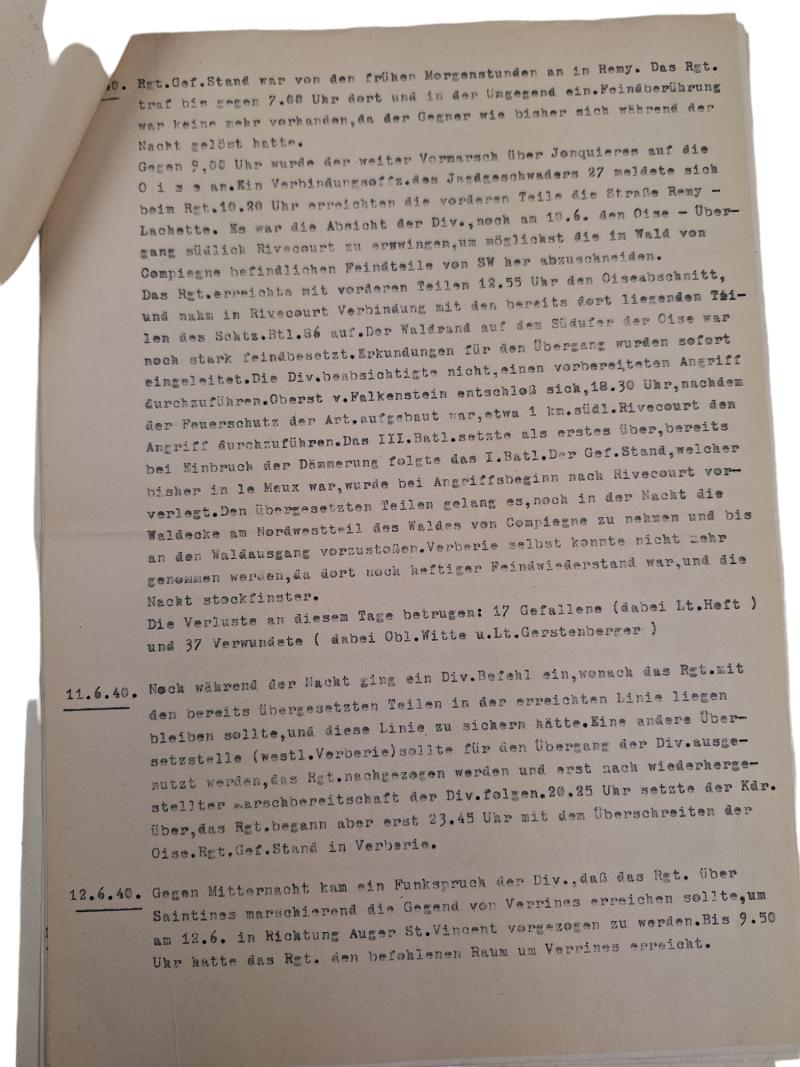 0. Rgt.Gef.Stand war von den frühen Morgenstunden an in Remy. Das Rgt.
traf bis gegen 7.00 Uhr dort und in der Umgegend ein.Feindberührung
war keine mehr vorhanden,da der Gegner wie bisher sich während der
Nacht gelöst hatte.
Gegen 9,00 Uhr wurde der weiter Vormarsch über Jonquieres auf die
O i s e an.Ein Verbindungsoffz.des Jagdgeschwaders 27 meldete sich
beim Rgt.10.20 Uhr erreichten die vorderen Teile die Straße Remy -
Lachette. Es war die Absicht der Div.,noch am 10.6. den Oise - Über-
gang südlich Rivecourt zu erzwingen,um möglichst die im Wald von
Compiegne befindlichen Feindteile von SW her abzuschneiden.
Das Rgt.erreichte mit vorderen Teilen 12.55 Uhr den Oiseabschnitt,
und nahm in Rivecourt Verbindung mit den bereits dort liegenden Tei-
len des Schtz.Btl.86 auf.Der Waldrand auf dem Südufer der Oise war
noch stark feindbesetzt.Erkundungen für den Übergang wurden sofort
eingeleitet.Die Div.beabsichtigte nicht,einen vorbereiteten Angriff
durchzuführen.Oberst v.Falkenstein entschloß sich,18.30 Uhr,nachdem
der Feuerschutz der Art.aufgebaut war,etwa 1 km.südl.Rivecourt den
Angriff durchzuführen.Das III.Batl.setzte als erstes über,bereits
bei Einbruch der Dämmerung folgte das I.Batl.Der Gef.Stand,welcher
bisher in le Meux war,wurde bei Angriffsbeginn nach Rivecourt vor-
verlegt.Den übergesetzten Teilen gelang es,noch in der Nacht die
Waldecke am Nordwestteil des Waldes von Compiegne zu nehmen und bis
an den Waldausgang vorzustoßen.Verberie selbst konnte nicht mehr
genommen werden,da dort noch heftiger Feindwiederstand war,und die
Nacht stockfinster.
Die Verluste an diesem Tage betrugen: 17 Gefallene (dabei Lt.Heft )
und 37 Verwundete ( dabei Obl.Witte u.Lt.Gerstenberger )
11.6.40. Noch während der Nacht ging ein Div.Befehl ein,wonach das Rgt.mit
den bereits übergesetzten Teilen in der erreichten Linie liegen
bleiben sollte,und diese Linie zu sichern hätte.Eine andere Über-
setzstelle (westl.Verberie)sollte für den Übergang der Div.ausge-
nutzt werden,das Rgt.nachgezogen werden und erst nach wiederherge-
stellter marschbereitschaft der Div.folgen.20.25 Uhr setzte der Kdr.
über,das Rgt.begann aber erst 23.45 Uhr mit dem Überschreiten der
Oise.Rgt.Gef.Stand in Verberie.
12.6.40. Gegen Mitternacht kam ein Funkspruch der Div.,daß das Rgt. über
Saintines marschierend die Gegend von Verrines erreichen sollte,um
am 12.6. in Richtung Auger St.Vincent vorgezogen zu werden.Bis 9.50
Uhr hatte das Rgt. den befohlenen Raum um Verrines erreicht.